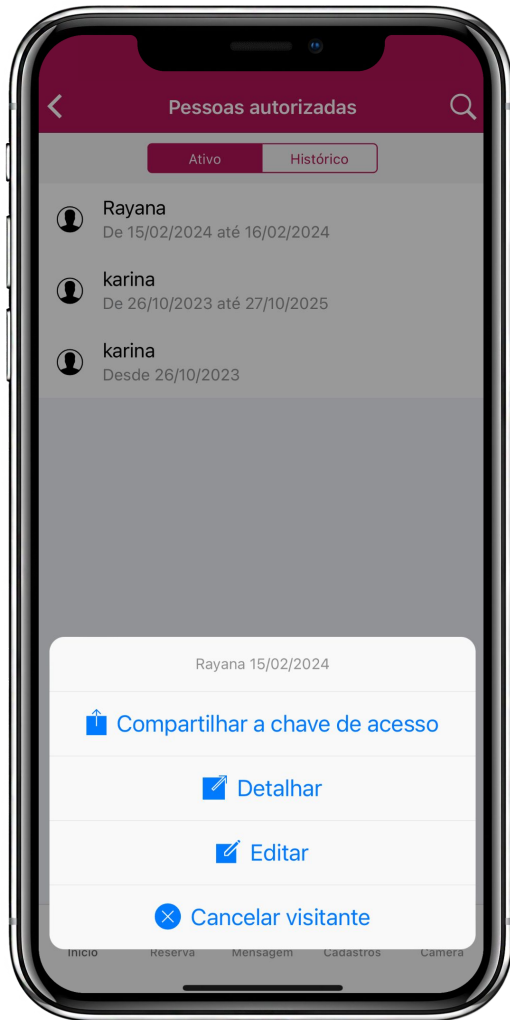 Pessoas autorizadas
Ativo Histórico
Rayana
De 15/02/2024 até 16/02/2024
karina
De 26/10/2023 até 27/10/2025
karina
Desde 26/10/2023
Rayana 15/02/2024
Compartilhar a chave de acesso
Detalhar
Editar
Cancelar visitante
Início Reserva Mensagem Cadastros Câmera